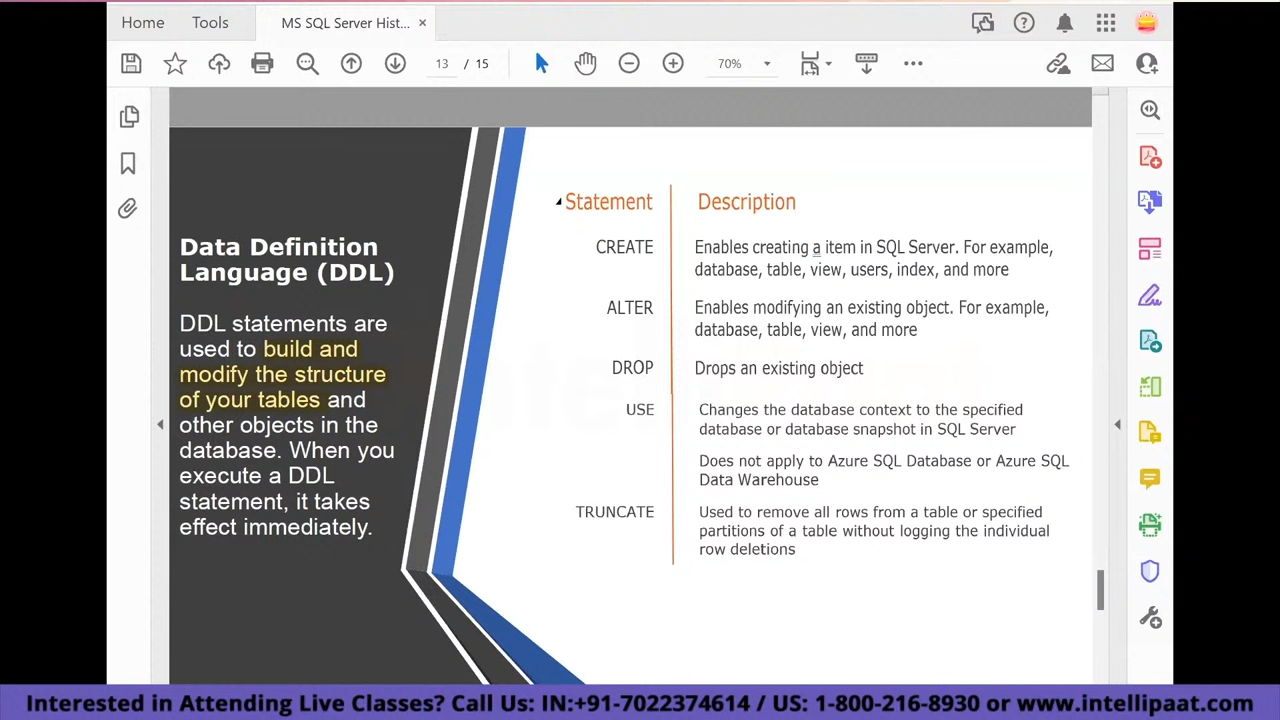 Home
Tools
MS SQL Server Hist...
13 / 15
70%
Data Definition
Language (DDL)
DDL statements are
used to build and
modify the structure
of your tables and
other objects in the
database. When you
execute a DDL
statement, it takes
effect immediately.
Statement Description
CREATE Enables creating a item in SQL Server. For example,
database, table, view, users, index, and more
ALTER Enables modifying an existing object. For example,
database, table, view, and more
DROP Drops an existing object
USE Changes the database context to the specified
database or database snapshot in SQL Server
Does not apply to Azure SQL Database or Azure SQL
Data Warehouse
TRUNCATE Used to remove all rows from a table or specified
partitions of a table without logging the individual
row deletions
Interested in Attending Live Classes? Call Us: IN:+91-7022374614 / US: 1-800-216-8930 or www.intellipaat.com